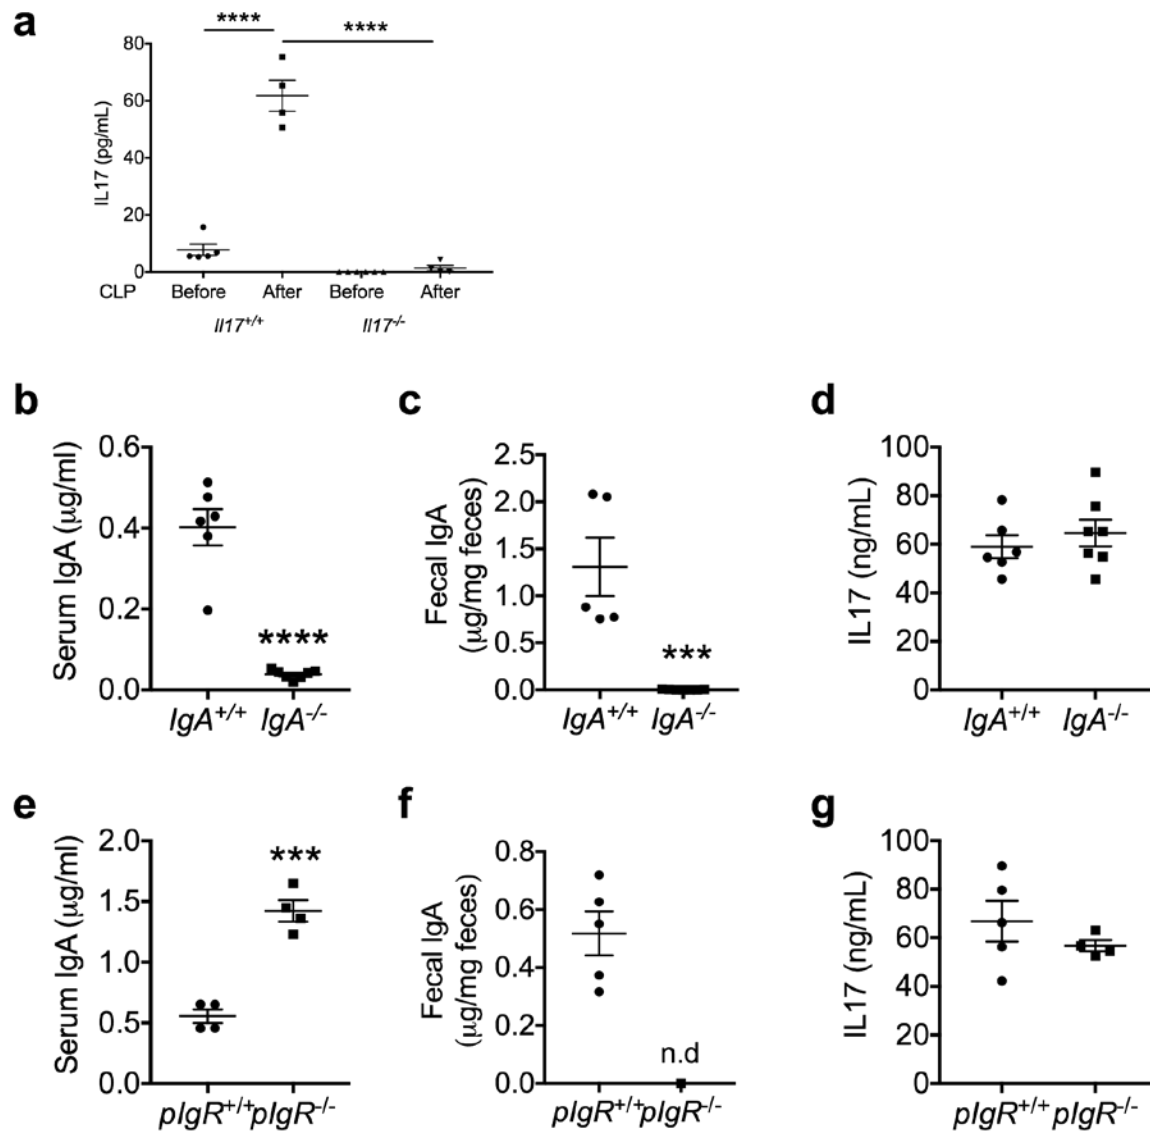 a
**** ****
IL17 (pg/mL)
80
60
40
20
0
CLP Before After Before After
Il17+/+ Il17-/-
b
Serum IgA (μg/ml)
0.6
0.4
0.2
0.0
****
IgA+/+ IgA-/-
c
Fecal IgA
(μg/mg feces)
2.5
2.0
1.5
1.0
0.5
0.0
***
IgA+/+ IgA-/-
d
IL17 (ng/mL)
100
80
60
40
20
0
IgA+/+ IgA-/-
e
Serum IgA (μg/ml)
2.0
1.5
1.0
0.5
0.0
***
pIgR+/+ pIgR-/-
f
Fecal IgA
(μg/mg feces)
0.8
0.6
0.4
0.2
0.0
n.d
pIgR+/+ pIgR-/-
g
IL17 (ng/mL)
100
80
60
40
20
0
pIgR+/+ pIgR-/-